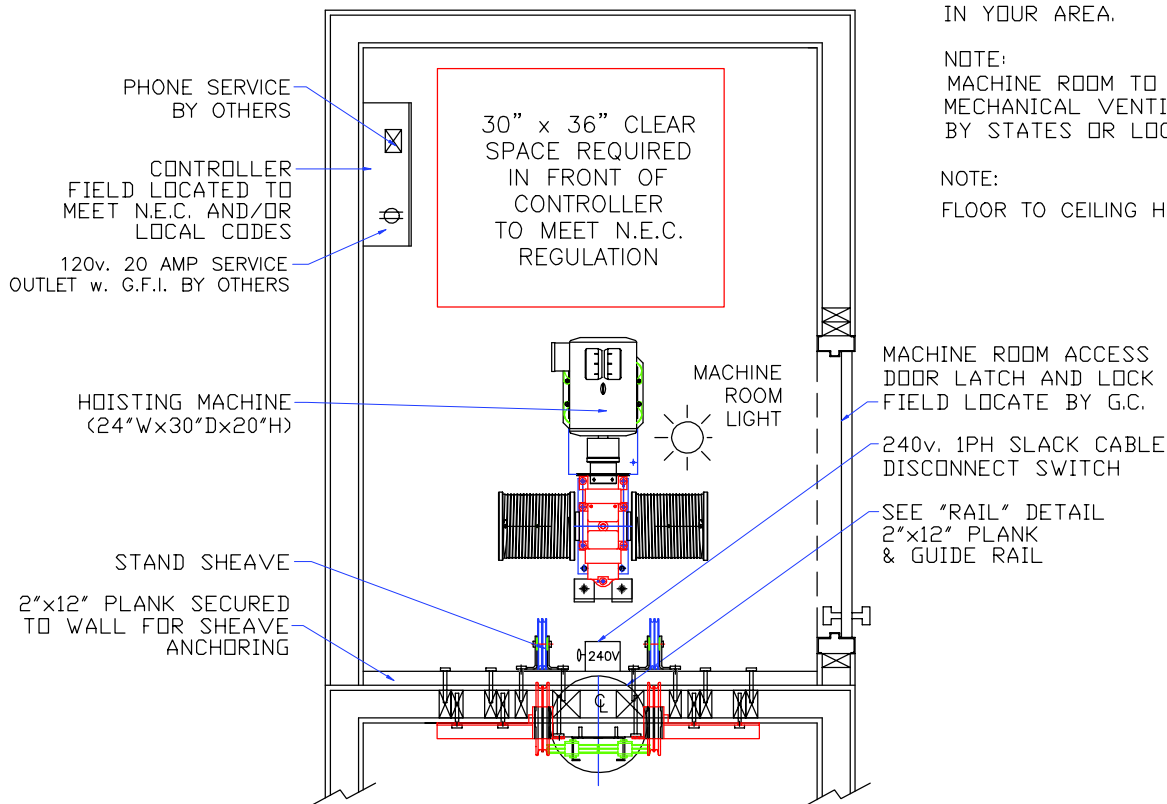 IN YOUR AREA.
NOTE:
MACHINE ROOM TO
MECHANICAL VENTI
BY STATES OR LOC
NOTE:
FLOOR TO CEILING H
PHONE SERVICE
BY OTHERS
CONTROLLER
FIELD LOCATED TO
MEET N.E.C. AND/OR
LOCAL CODES
120v. 20 AMP SERVICE
OUTLET w. G.F.I. BY OTHERS
30" x 36" CLEAR
SPACE REQUIRED
IN FRONT OF
CONTROLLER
TO MEET N.E.C.
REGULATION
HOISTING MACHINE
(24"Wx30"Dx20"H)
MACHINE
ROOM
LIGHT
MACHINE ROOM ACCESS
DOOR LATCH AND LOCK
FIELD LOCATE BY G.C.
240v. 1PH SLACK CABLE
DISCONNECT SWITCH
SEE "RAIL" DETAIL
2"x12" PLANK
& GUIDE RAIL
STAND SHEAVE
2"x12" PLANK SECURED
TO WALL FOR SHEAVE
ANCHORING
240V
CL